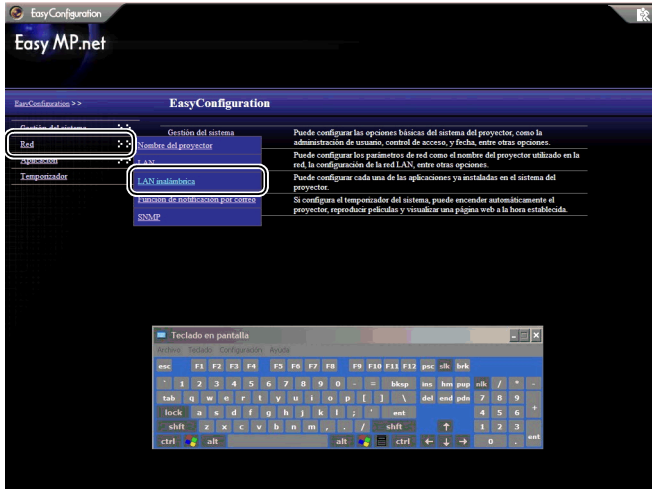 EasyConfiguration
Easy MP.net
EasyConfiguration >>
EasyConfiguration
Gestión del sistema
Red
Aplicación
Temporizador
Gestión del sistema
Puede configurar las opciones básicas del sistema del proyector, como la
administración de usuario, control de acceso, y fecha, entre otras opciones.
Nombre del proyector
LAN
LAN inalámbrica
Función de notificación por correo
SNMP
Puede configurar los parámetros de red como el nombre del proyector utilizado en la
red, la configuración de la red LAN, entre otras opciones.
Puede configurar cada una de las aplicaciones ya instaladas en el sistema del
proyector.
Si configura el temporizador del sistema, puede encender automáticamente el
proyector, reproducir películas y visualizar una página web a la hora establecida.
Teclado en pantalla
Archivo Teclado Configuración Ayuda
esc F1 F2 F3 F4 F5 F6 F7 F8 F9 F10 F11 F12 psc slk brk
` 1 2 3 4 5 6 7 8 9 0 - = bksp ins hm pup nlk / * -
tab q w e r t y u i o p [ ] \ del end pdn 7 8 9 +
lock a s d f g h j k l ; ' ent 4 5 6
shft z x c v b n m , . / shft ↑ 1 2 3 ent
ctrl alt alt ctrl ← ↓ → 0 .